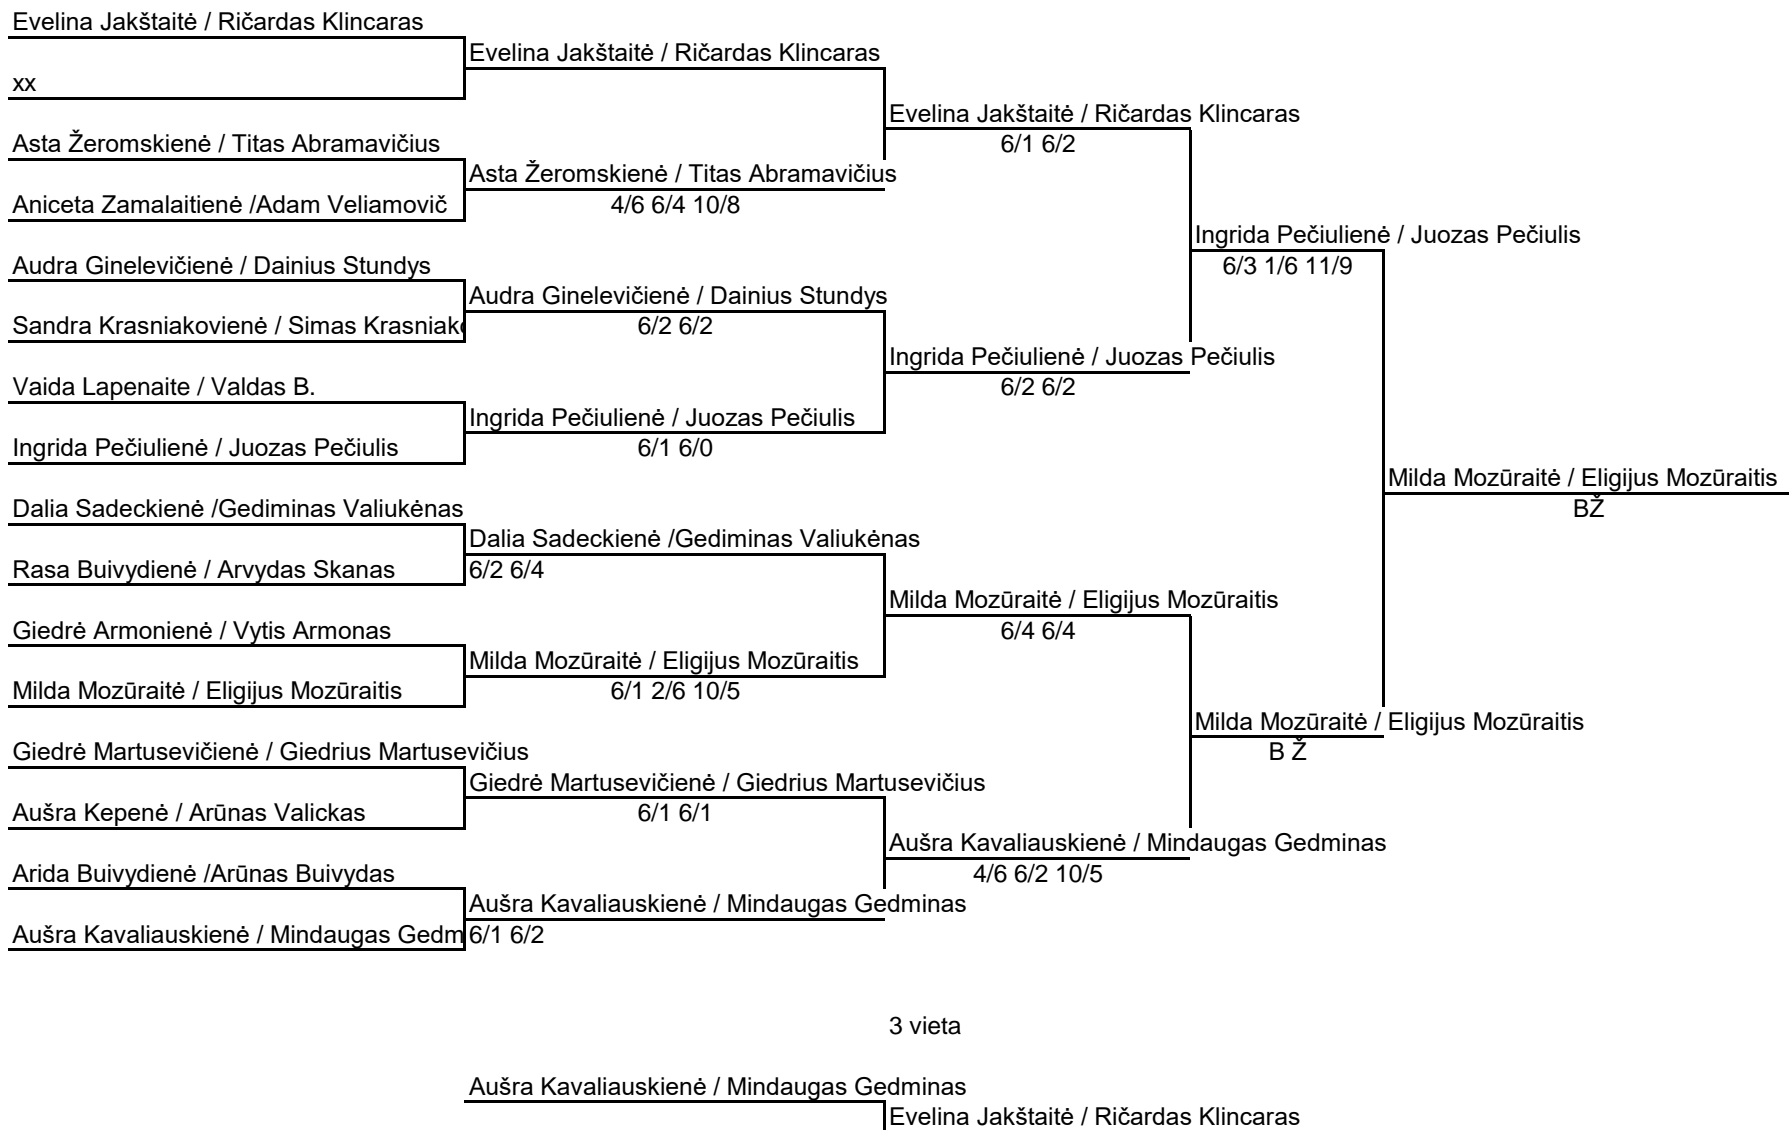 Evelina Jakštaitė / Ričardas Klincaras
Evelina Jakštaitė / Ričardas Klincaras
xx
Evelina Jakštaitė / Ričardas Klincaras
Asta Žeromskienė / Titas Abramavičius
6/1 6/2
Asta Žeromskienė / Titas Abramavičius
Aniceta Zamalaitienė /Adam Veliamovič
4/6 6/4 10/8
Ingrida Pečiulienė / Juozas Pečiulis
Audra Ginelevičienė / Dainius Stundys
6/3 1/6 11/9
Audra Ginelevičienė / Dainius Stundys
Sandra Krasniakovienė / Simas Krasniak
6/2 6/2
Ingrida Pečiulienė / Juozas Pečiulis
Vaida Lapenaite / Valdas B.
6/2 6/2
Ingrida Pečiulienė / Juozas Pečiulis
Ingrida Pečiulienė / Juozas Pečiulis
6/1 6/0
Milda Mozūraitė / Eligijus Mozūraitis
Dalia Sadeckienė /Gediminas Valiukėnas
BŽ
Dalia Sadeckienė /Gediminas Valiukėnas
Rasa Buivydienė / Arvydas Skanas
6/2 6/4
Milda Mozūraitė / Eligijus Mozūraitis
Giedrė Armonienė / Vytis Armonas
6/4 6/4
Milda Mozūraitė / Eligijus Mozūraitis
Milda Mozūraitė / Eligijus Mozūraitis
6/1 2/6 10/5
Milda Mozūraitė / Eligijus Mozūraitis
Giedrė Martusevičienė / Giedrius Martusevičius
B Ž
Giedrė Martusevičienė / Giedrius Martusevičius
Aušra Kepenė / Arūnas Valickas
6/1 6/1
Aušra Kavaliauskienė / Mindaugas Gedminas
Arida Buivydienė /Arūnas Buivydas
4/6 6/2 10/5
Aušra Kavaliauskienė / Mindaugas Gedminas
Aušra Kavaliauskienė / Mindaugas Gedm
6/1 6/2
3 vieta
Aušra Kavaliauskienė / Mindaugas Gedminas
Evelina Jakštaitė / Ričardas Klincaras